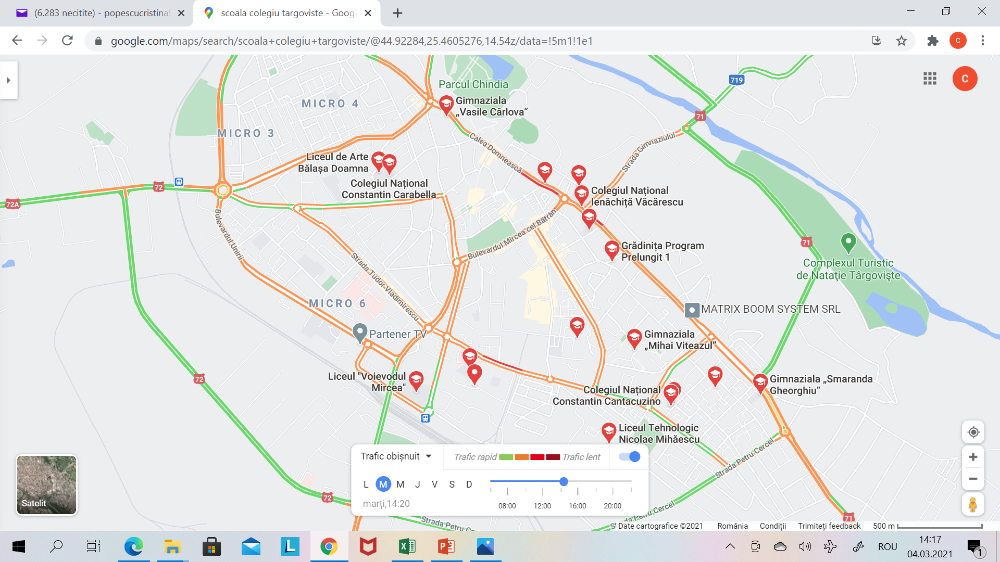 (6.283 necitite) - popescucristina
scoala colegiu targoviste - Googl
google.com/maps/search/scoala+colegiu+targoviste/@44.92284,25.4605276,14.54z/data=!5m1!1e1
C
C
719
71
Parcul Chindia
Gimnaziala
„Vasile Cârlova”
MICRO 4
MICRO 3
Calea Domnească
Strada Gimnaziului
Liceul de Arte
Bălașa Doamna
Colegiul Național
Constantin Carabella
72
72A
Colegiul Național
Ienăchiță Văcărescu
Bulevardul Unirii
Bulevardul Mircea cel Bătrân
Grădinița Program
Prelungit 1
71
Complexul Turistic
de Nataţie Târgovişte
Strada Tudor Vladimirescu
MICRO 6
MATRIX BOOM SYSTEM SRL
Partener TV
Gimnaziala
„Mihai Viteazul”
Liceul "Voievodul
Mircea"
72
Colegiul Național
Constantin Cantacuzino
Gimnaziala „Smaranda
Gheorghiu”
Liceul Tehnologic
Nicolae Mihăescu
Strada Petru Cercel
Trafic obișnuit
Trafic rapid
Trafic lent
L M M J V S D
marți,14:20
08:00 12:00 16:00 20:00
72
Satelit
Strada Petru Ce
da Petru Cercel
71
Date cartografice ©2021 România Condiții Trimiteți feedback 500 m
ROU
14:17
04.03.2021
1